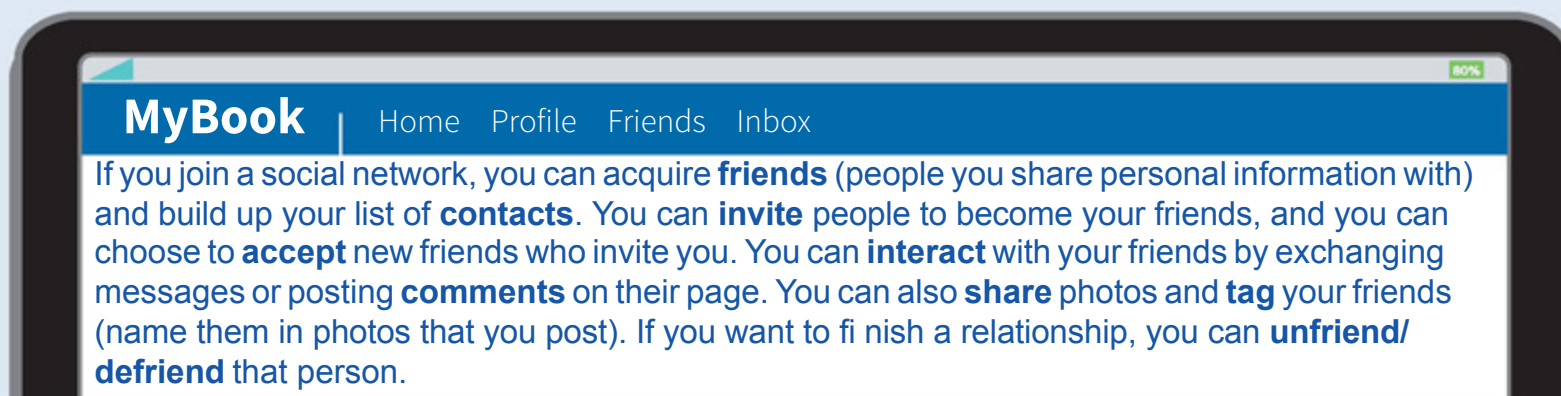 80%
MyBook Home Profile Friends Inbox
If you join a social network, you can acquire friends (people you share personal information with)
and build up your list of contacts. You can invite people to become your friends, and you can
choose to accept new friends who invite you. You can interact with your friends by exchanging
messages or posting comments on their page. You can also share photos and tag your friends
(name them in photos that you post). If you want to fi nish a relationship, you can unfriend/
defriend that person.